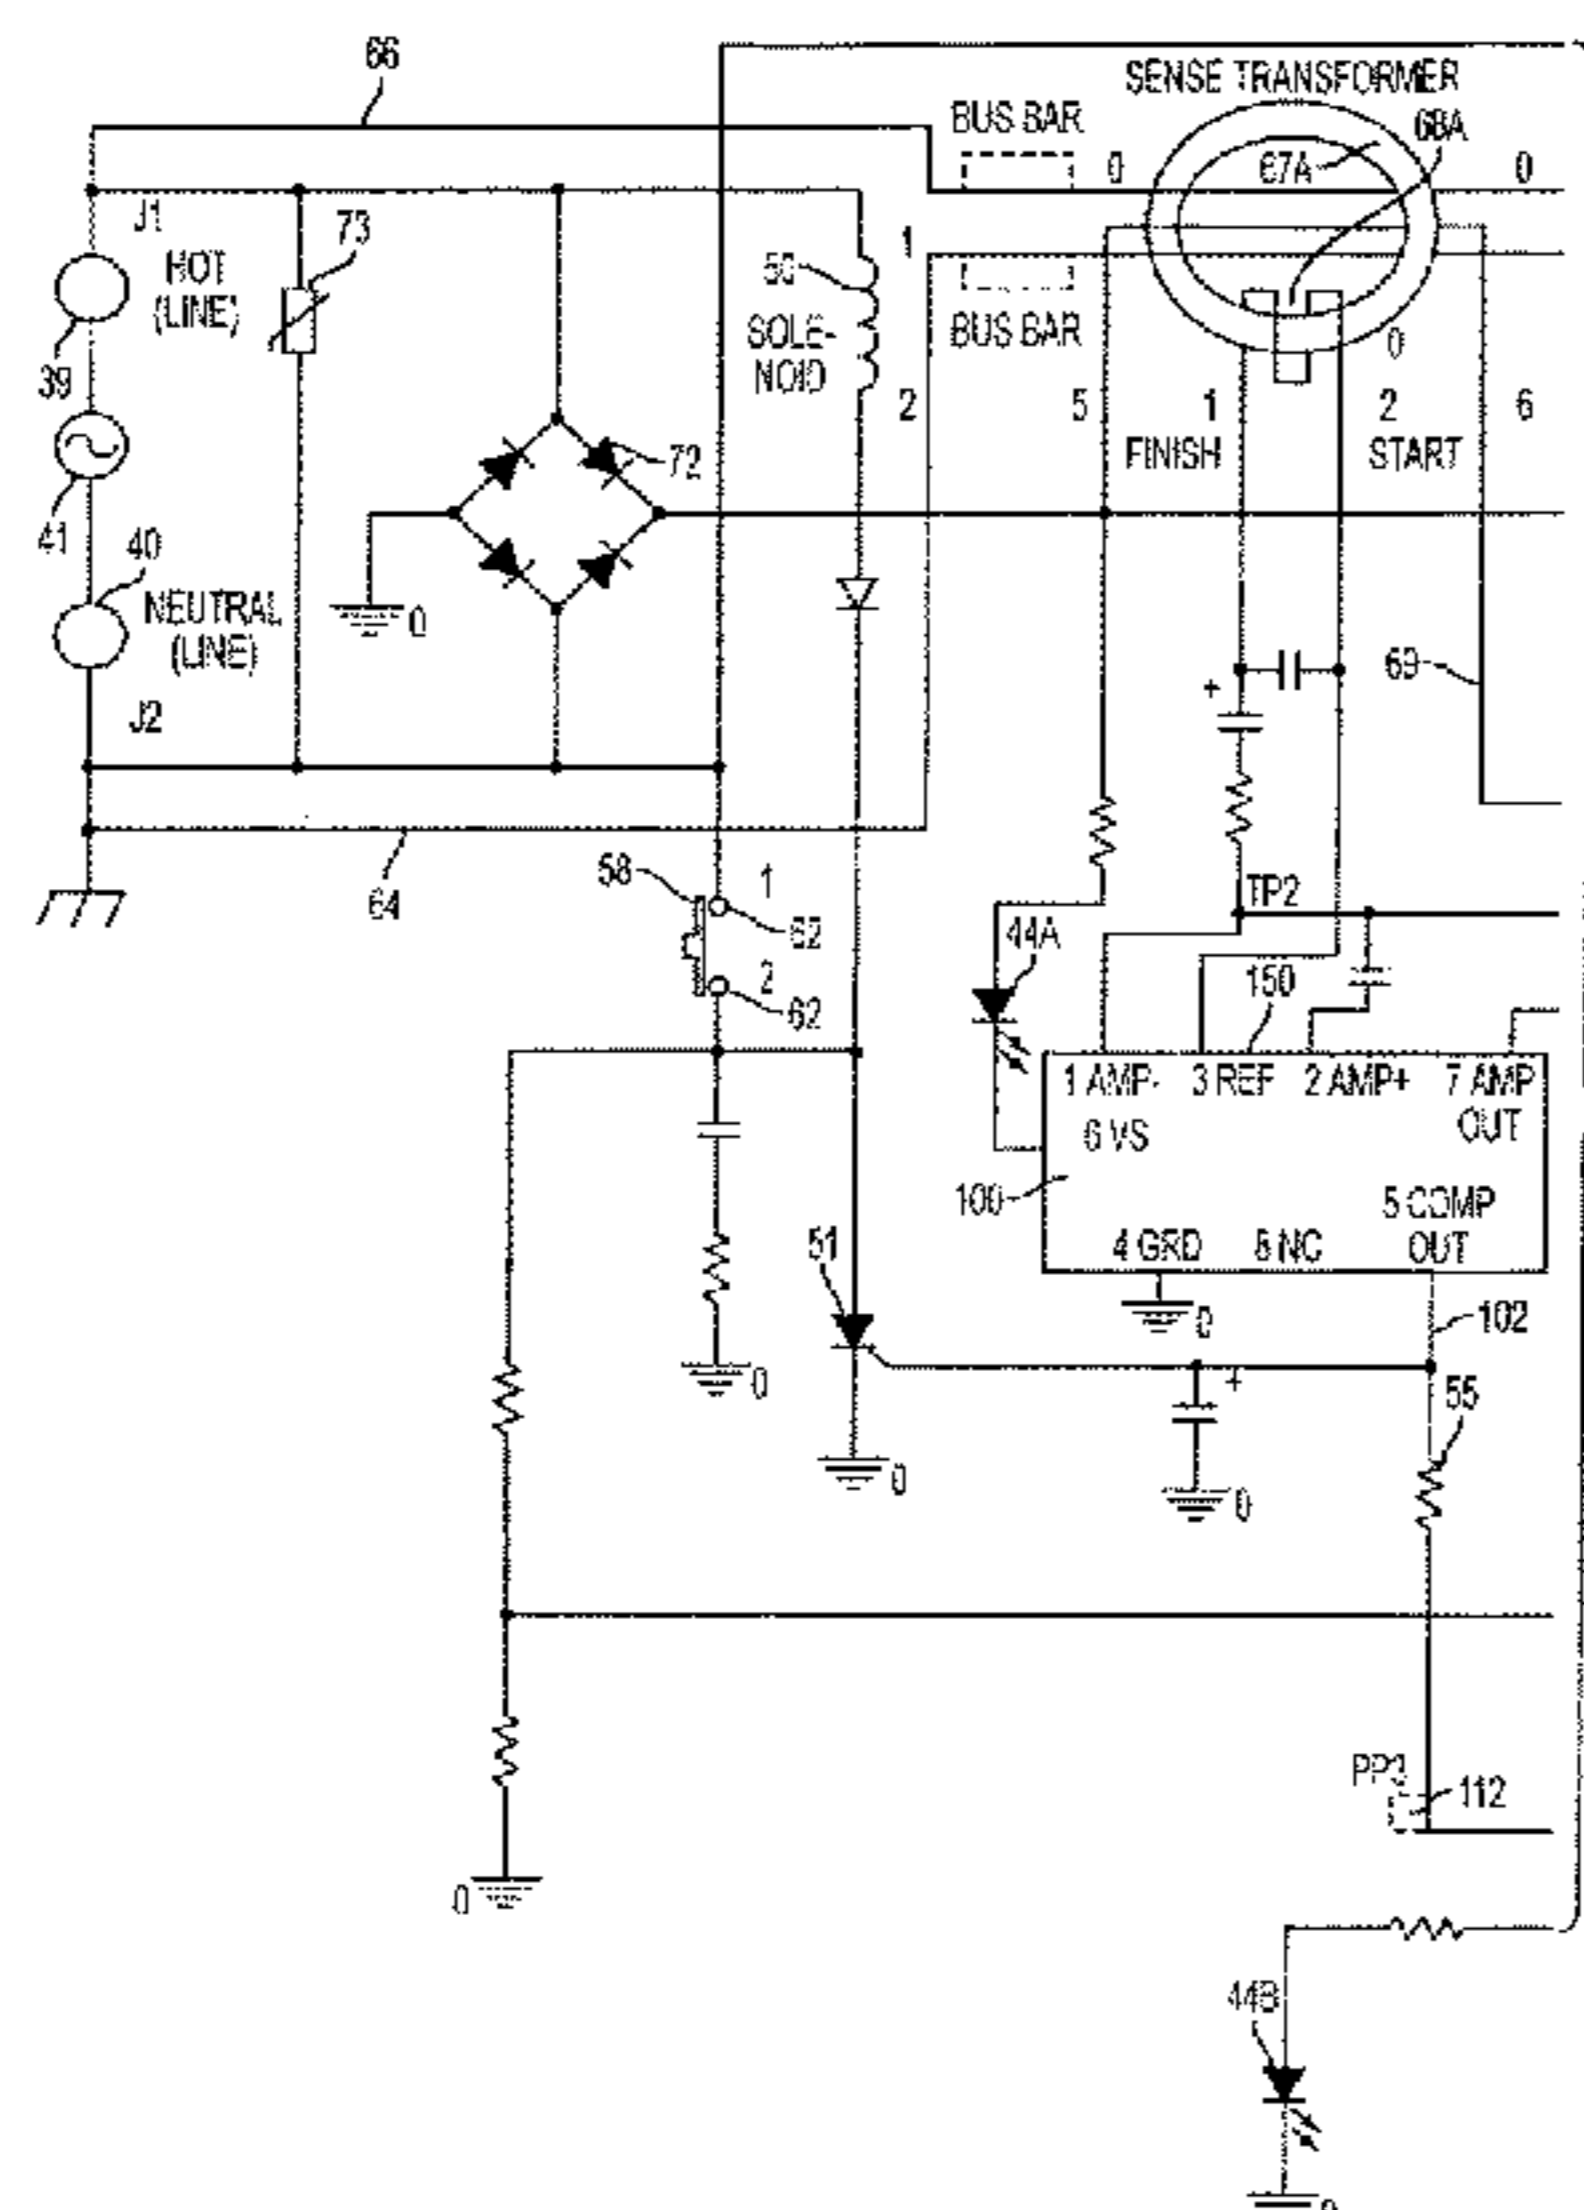 66
SENSE TRANSFORMER
BUS BAR
68A
67A
0
0
J1
HOT
(LINE)
73
1
50
SOLE-
NOID
BUS BAR
0
39
2
5
1
2
6
FINISH
START
72
41
40
NEUTRAL
(LINE)
0
69
+
J2
58
1
62
TP2
64
44A
2
62
150
1 AMP-
3 REF
2 AMP+
7 AMP
OUT
6 VS
100
5 COMP
OUT
51
4 GRD
8 NC
0
102
0
+
55
0
0
112
0
44B